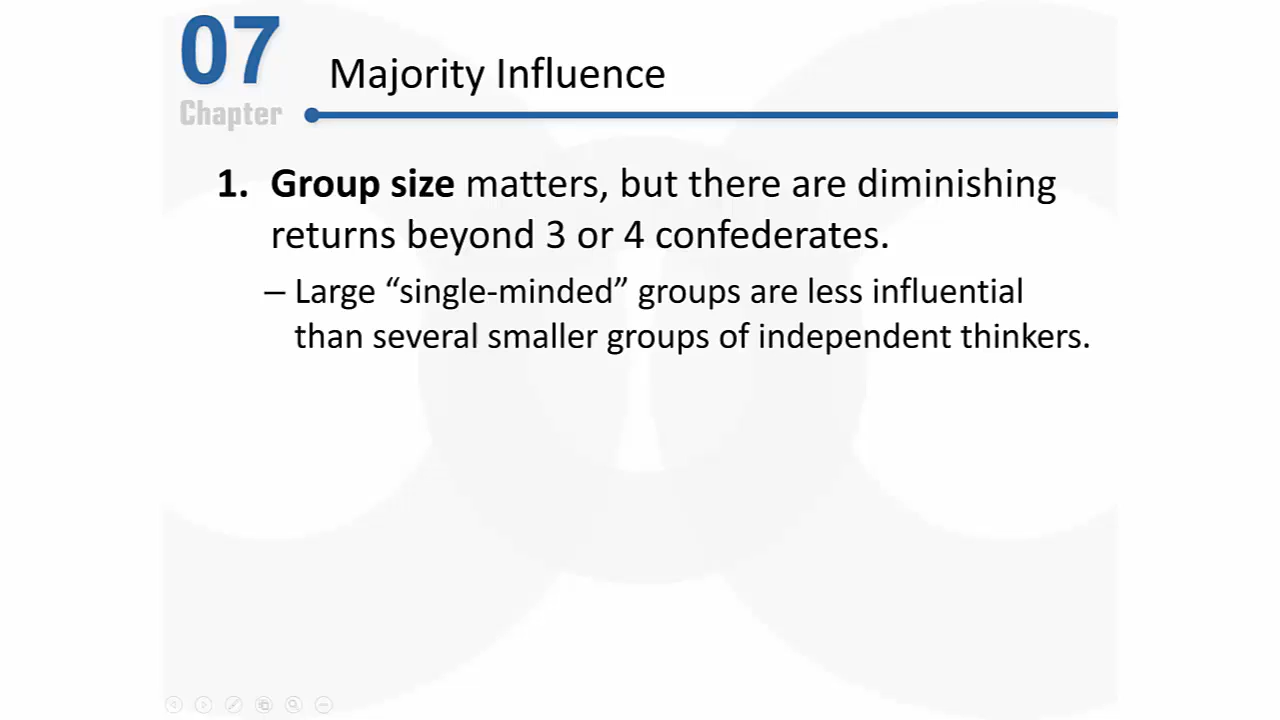 07
Chapter
Majority Influence
1. Group size matters, but there are diminishing
returns beyond 3 or 4 confederates.
– Large “single-minded” groups are less influential
than several smaller groups of independent thinkers.